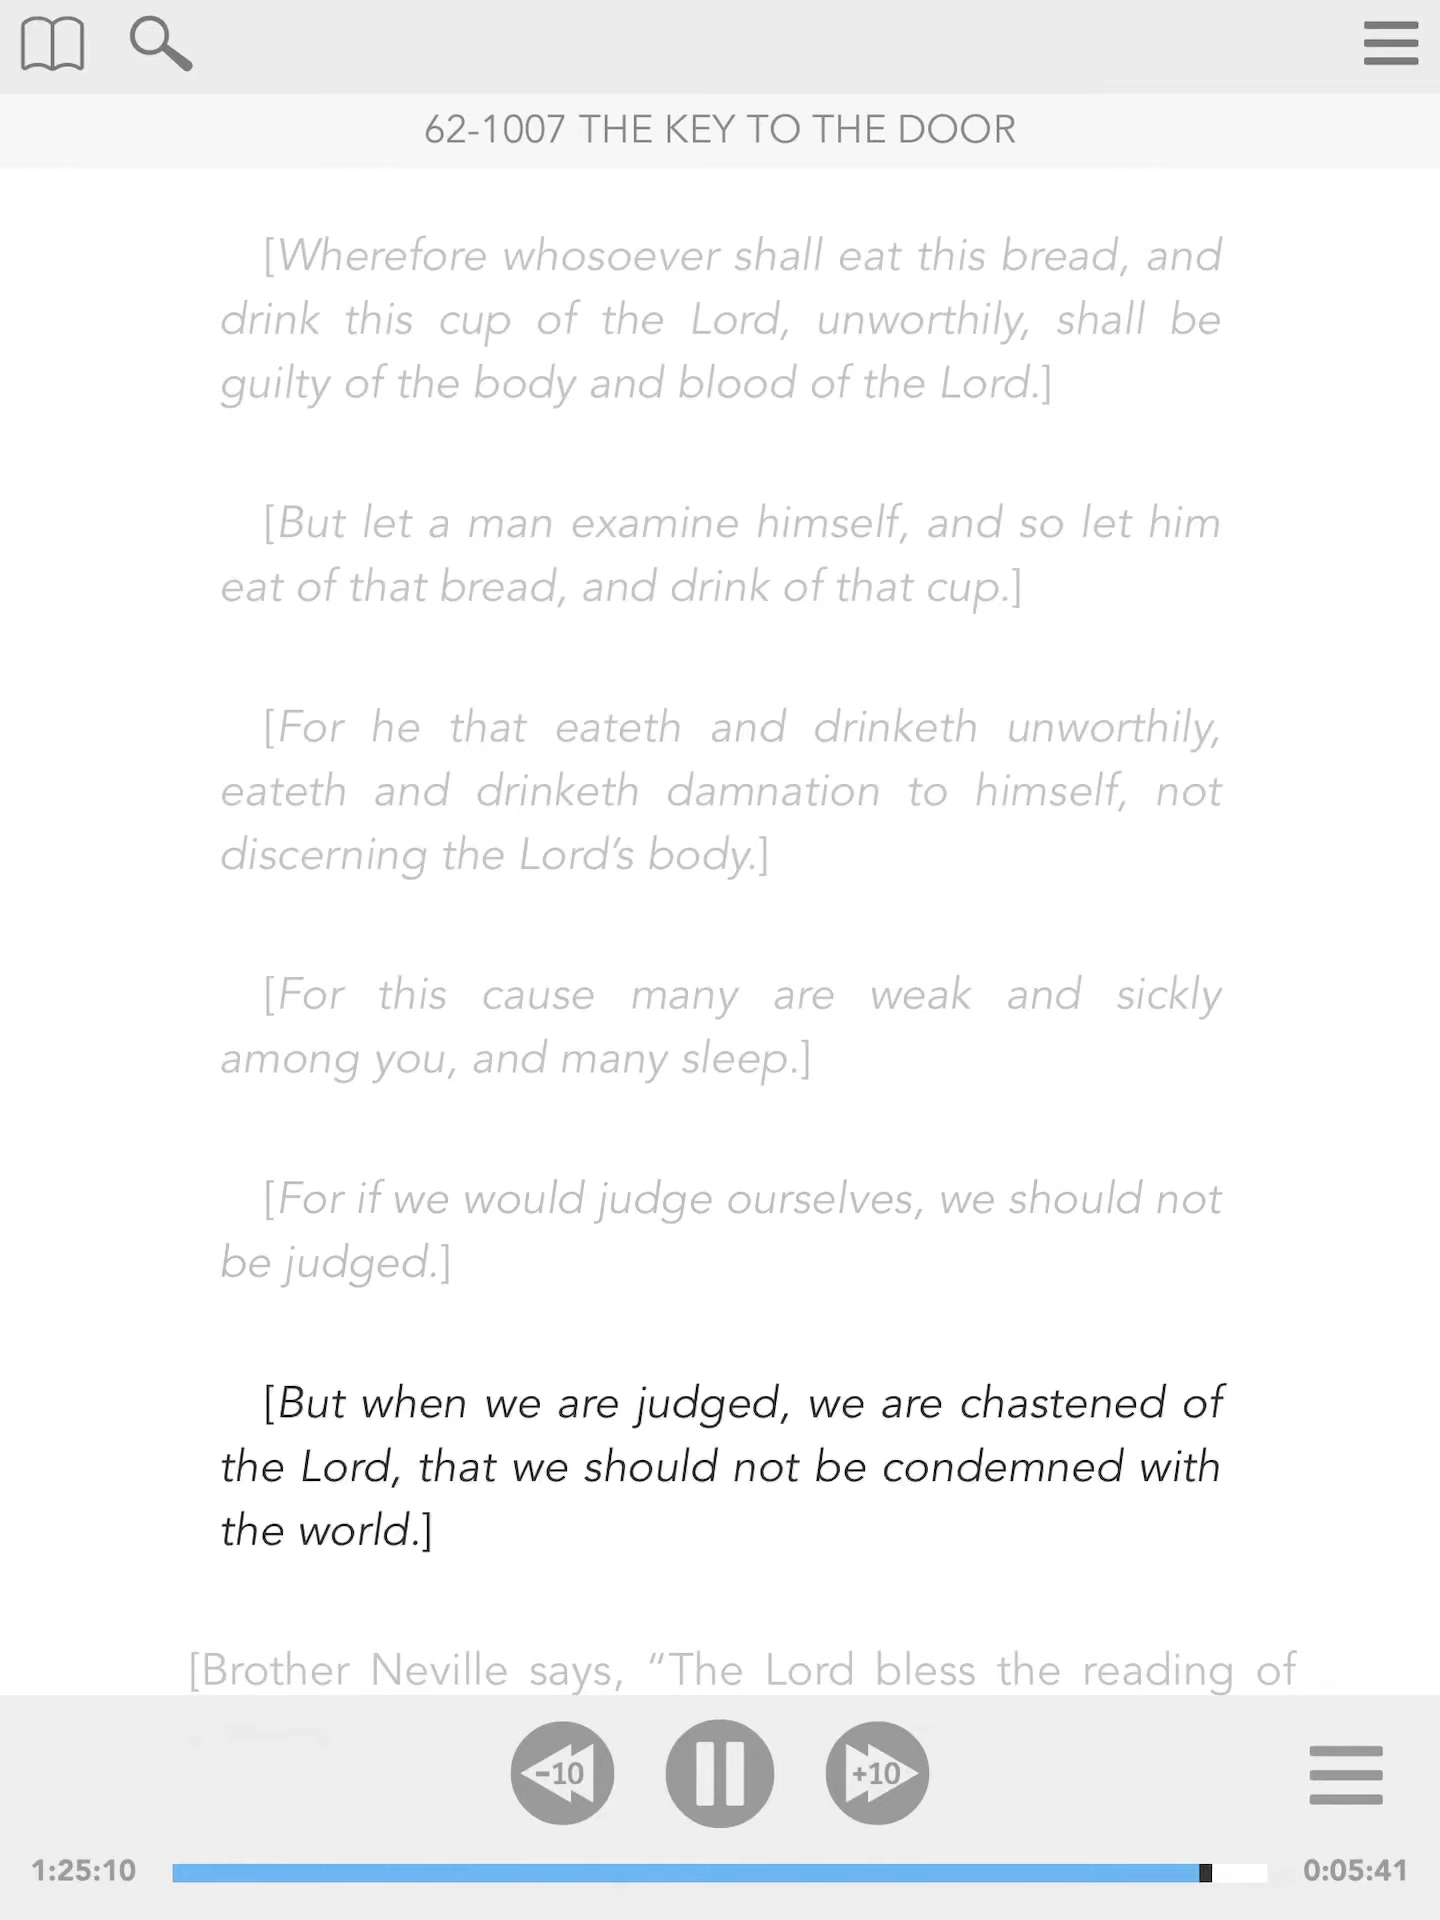 62-1007 THE KEY TO THE DOOR
[Wherefore whosoever shall eat this bread, and
drink this cup of the Lord, unworthily, shall be
guilty of the body and blood of the Lord.]
[But let a man examine himself, and so let him
eat of that bread, and drink of that cup.]
[For he that eateth and drinketh unworthily,
eateth and drinketh damnation to himself, not
discerning the Lord’s body.]
[For this cause many are weak and sickly
among you, and many sleep.]
[For if we would judge ourselves, we should not
be judged.]
[But when we are judged, we are chastened of
the Lord, that we should not be condemned with
the world.]
[Brother Neville says, “The Lord bless the reading of
-10 +10
1:25:10 0:05:41